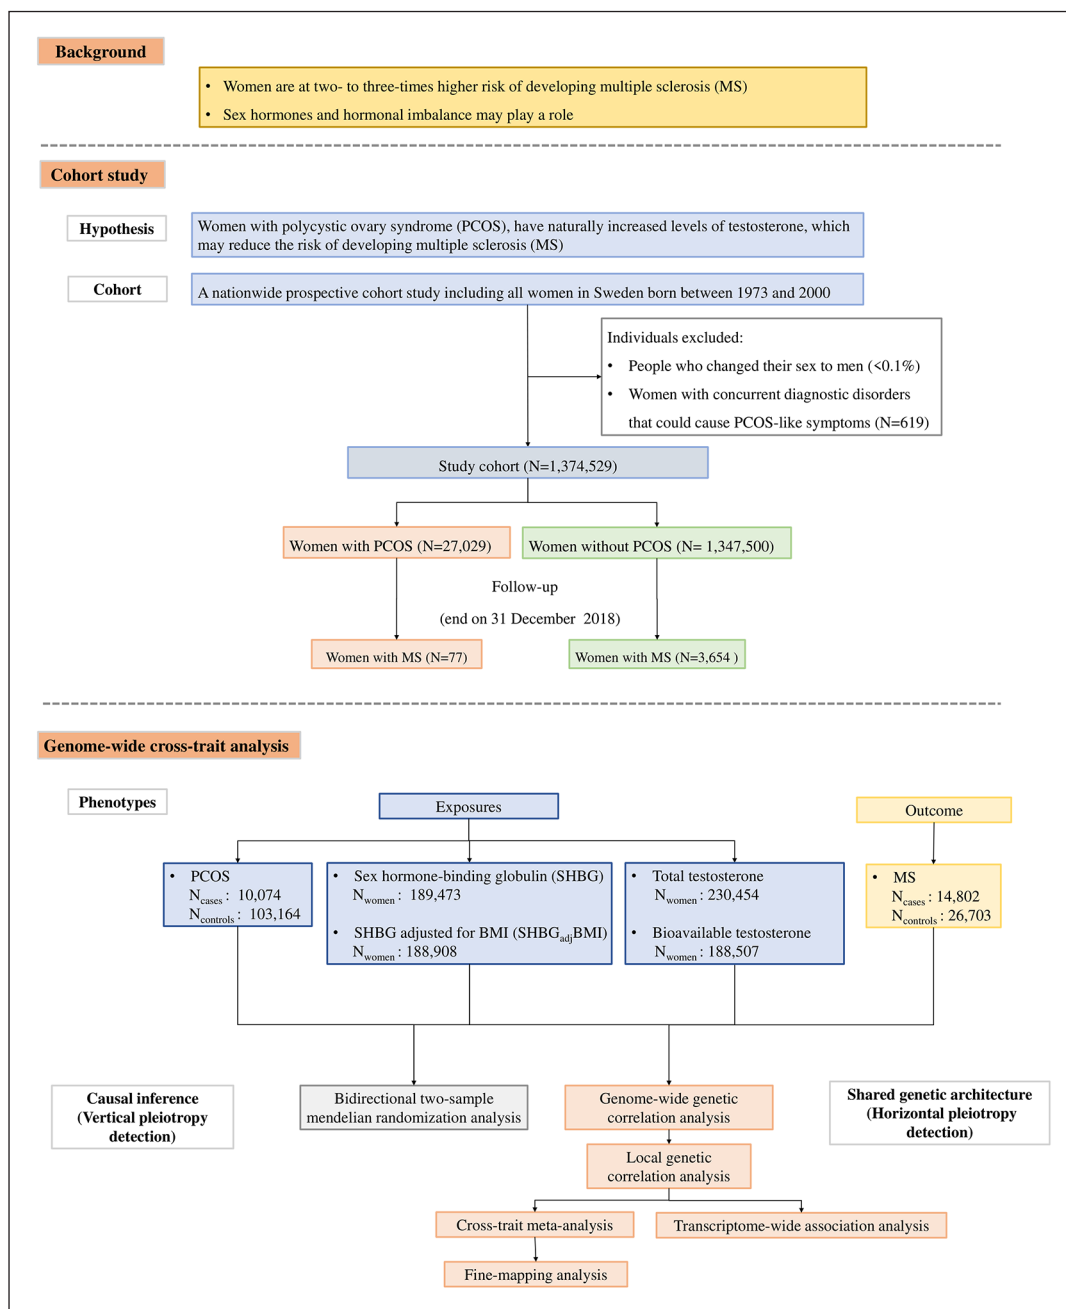 Background
• Women are at two- to three-times higher risk of developing multiple sclerosis (MS)
• Sex hormones and hormonal imbalance may play a role
Cohort study
Hypothesis
Women with polycystic ovary syndrome (PCOS), have naturally increased levels of testosterone, which
may reduce the risk of developing multiple sclerosis (MS)
Cohort
A nationwide prospective cohort study including all women in Sweden born between 1973 and 2000
Individuals excluded:
• People who changed their sex to men (<0.1%)
• Women with concurrent diagnostic disorders
that could cause PCOS-like symptoms (N=619)
Study cohort (N=1,374,529)
Women with PCOS (N=27,029)
Women without PCOS (N= 1,347,500)
Follow-up
(end on 31 December 2018)
Women with MS (N=77)
Women with MS (N=3,654 )
Genome-wide cross-trait analysis
Phenotypes
Exposures
Outcome
• PCOS
Ncases : 10,074
Ncontrols : 103,164
• Sex hormone-binding globulin (SHBG)
Nwomen : 189,473
• SHBG adjusted for BMI (SHBGadjBMI)
Nwomen : 188,908
• Total testosterone
Nwomen : 230,454
• Bioavailable testosterone
Nwomen : 188,507
• MS
Ncases : 14,802
Ncontrols : 26,703
Causal inference
(Vertical pleiotropy
detection)
Bidirectional two-sample
mendelian randomization analysis
Genome-wide genetic
correlation analysis
Shared genetic architecture
(Horizontal pleiotropy
detection)
Local genetic
correlation analysis
Cross-trait meta-analysis
Transcriptome-wide association analysis
Fine-mapping analysis